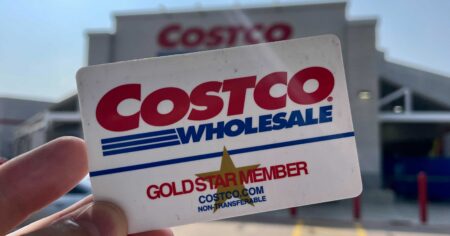 COSTCO
COSTCO
WHOLESALE
GOLD STAR MEMBER
COSTCO.COM
NON-TRANSFERABLE